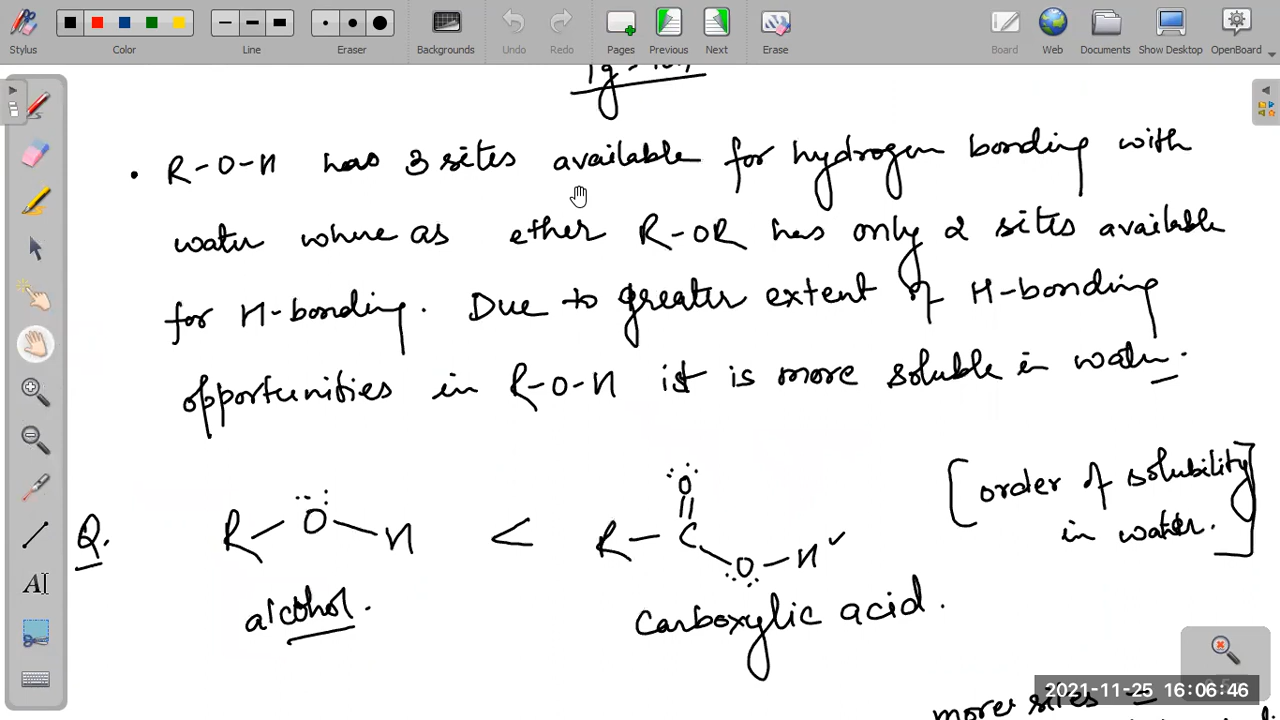 Stylus
Color
Line
Eraser
Backgrounds
Undo
Redo
Pages
Previous
Next
Erase
Board
Web
Documents
Show Desktop
OpenBoard
. R-O-H has 3 sites available for hydrogen bonding with
water where as ether R-OR has only 2 sites available
for H-bonding. Due to greater extent of H-bonding
opportunities in R-O-H it is more soluble in water.
[order of solubility
in water.]
Q. R-O-H < R-C-O-H ✓
O
alcohol.
Carboxylic acid.
more sites =
2021-11-25 16:06:46